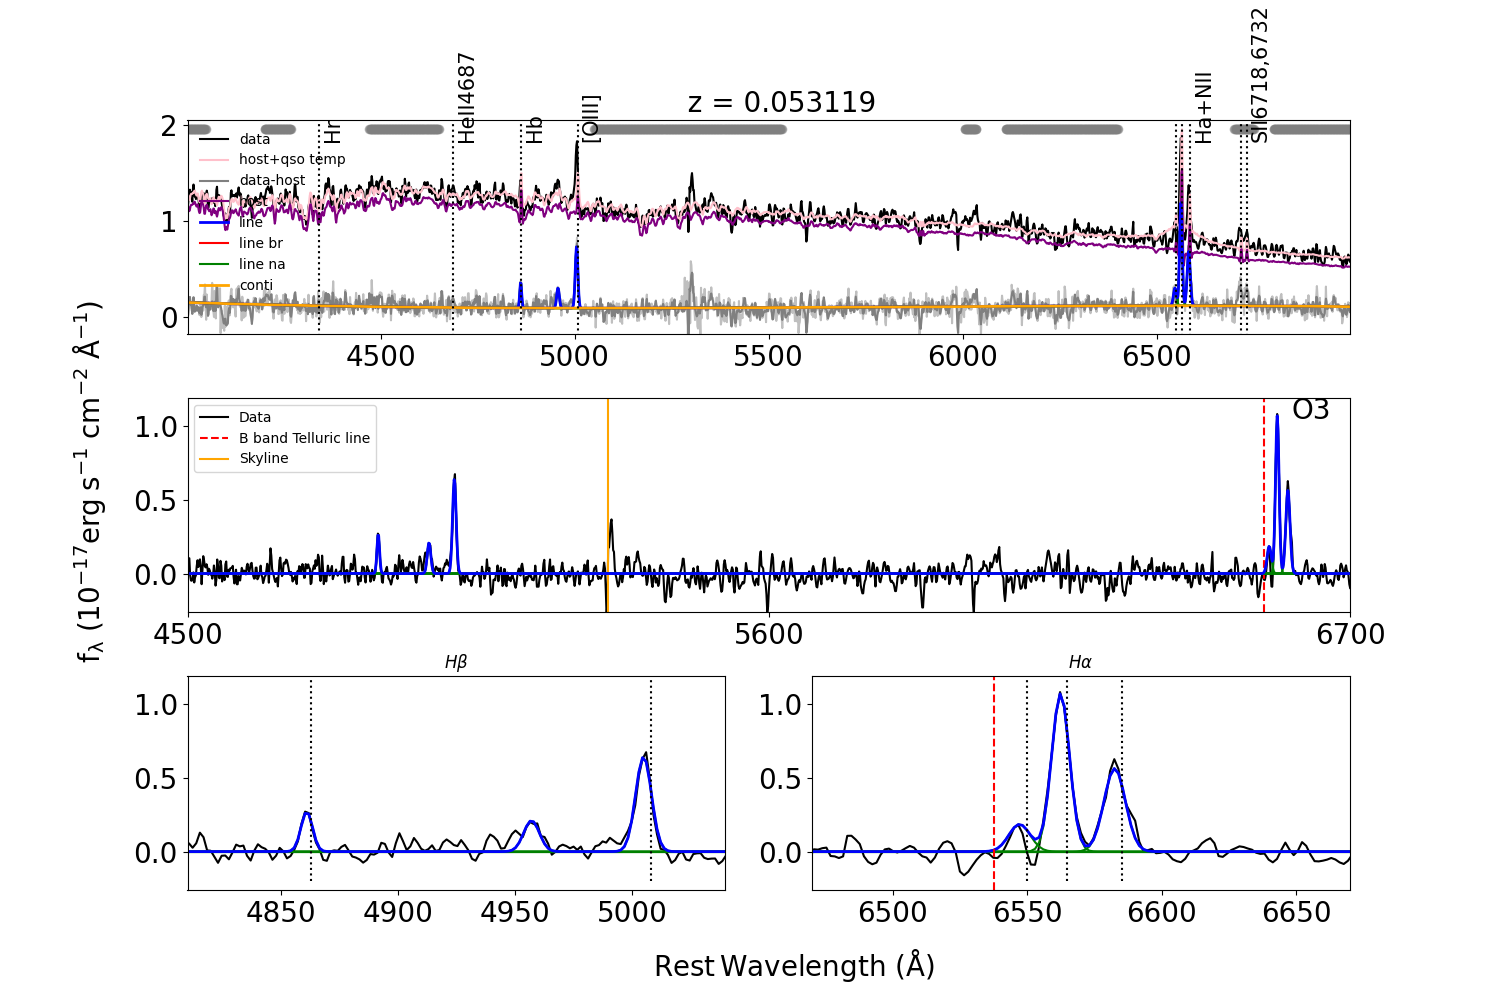 z = 0.053119
Hr
HeII4687
Hb
[OIII]
Ha+NII
SII6718,6732
data
host+qso temp
data-host
host
line
line br
line na
conti
2
1
0
4500 5000 5500 6000 6500
fλ (10⁻¹⁷erg s⁻¹ cm⁻² Å⁻¹)
O3
Data
B band Telluric line
Skyline
1.0
0.5
0.0
4500 5600 6700
Hβ
1.0
0.5
0.0
4850 4900 4950 5000
Hα
1.0
0.5
0.0
6500 6550 6600 6650
Rest Wavelength (Å)